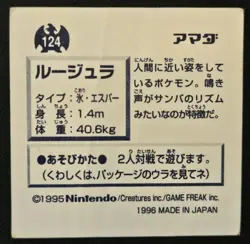 124
アマダ
ルージュラ
タイプ：氷・エスパー
身長：1.4m
体重：40.6kg
人間に近い姿をして
いるポケモン。鳴き
声がサンバのリズム
みたいなのが特徴だ。
●あそびかた● 2人対戦で遊びます。
（くわしくは、パッケージのウラを見てネ）
©1995 Nintendo/Creatures inc./GAME FREAK inc.
1996 MADE IN JAPAN